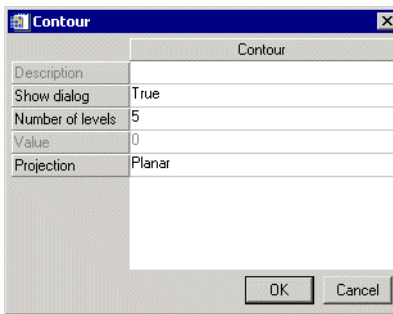 Contour
Contour
Description
Show dialog True
Number of levels 5
Value 0
Projection Planar
OK Cancel